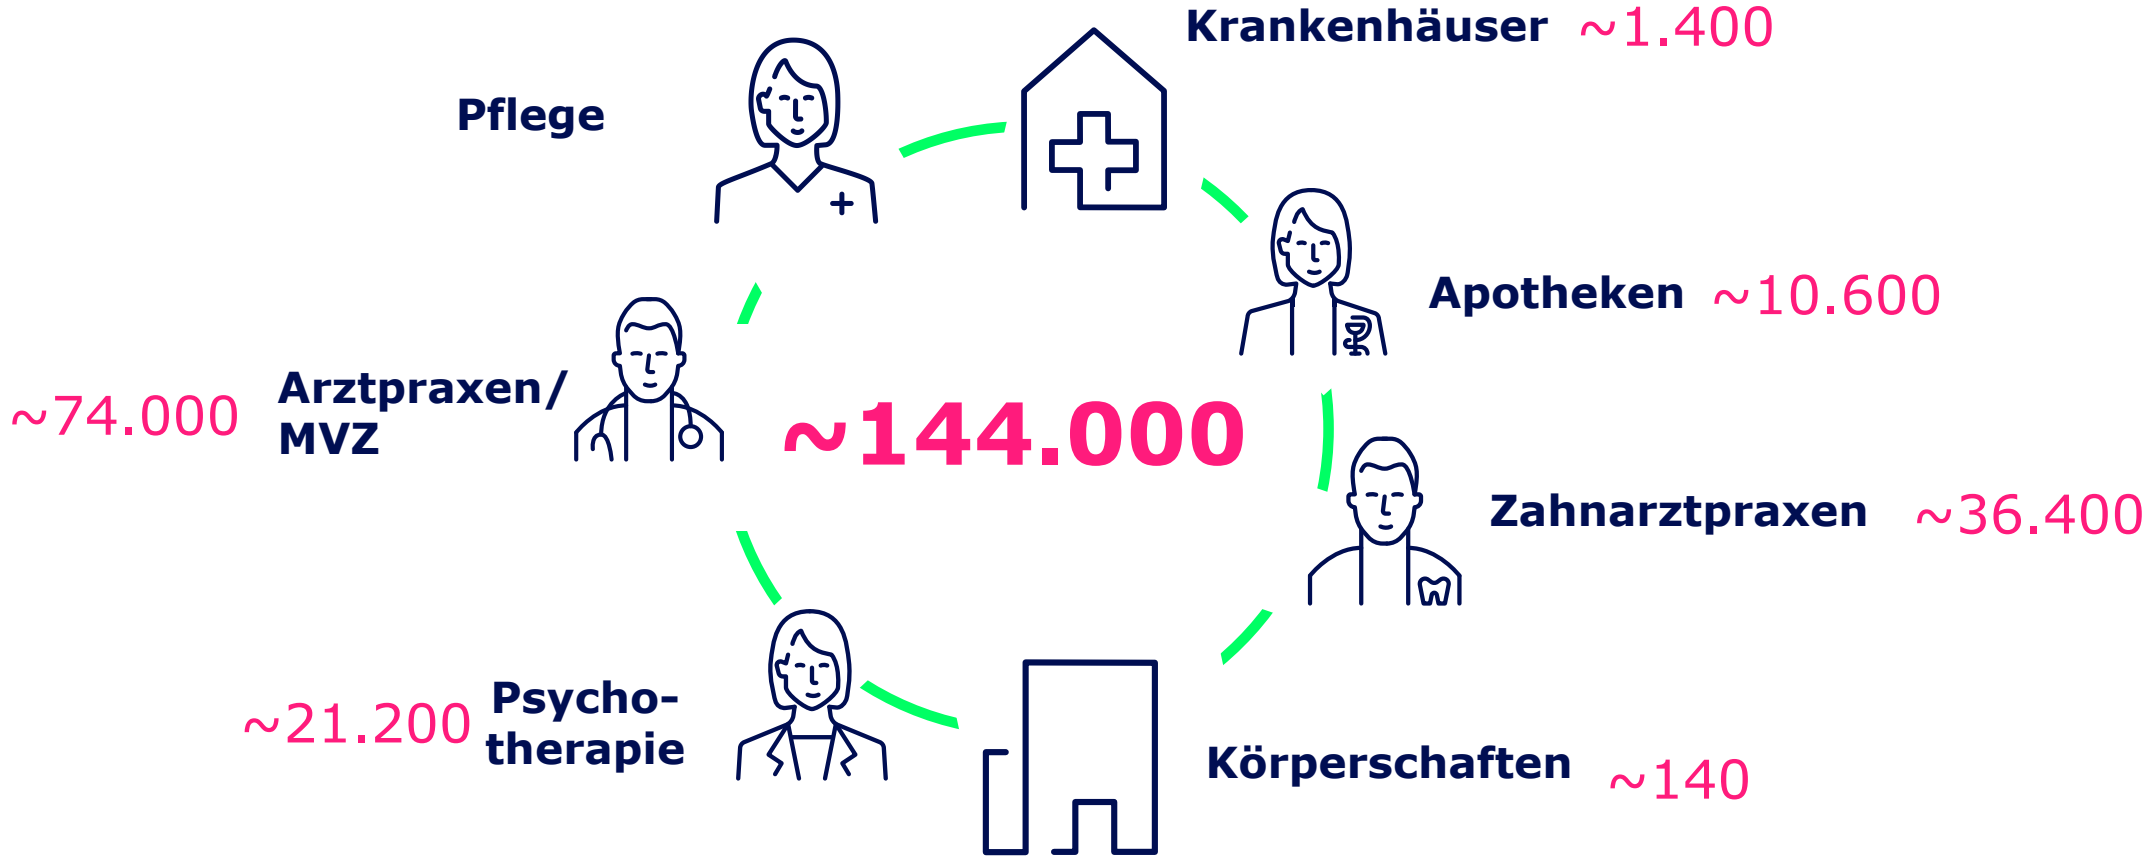 Krankenhäuser ~1.400
Pflege
Apotheken ~10.600
~74.000 Arztpraxen/
MVZ
~144.000
Zahnarztpraxen ~36.400
~21.200 Psycho-
therapie
Körperschaften ~140